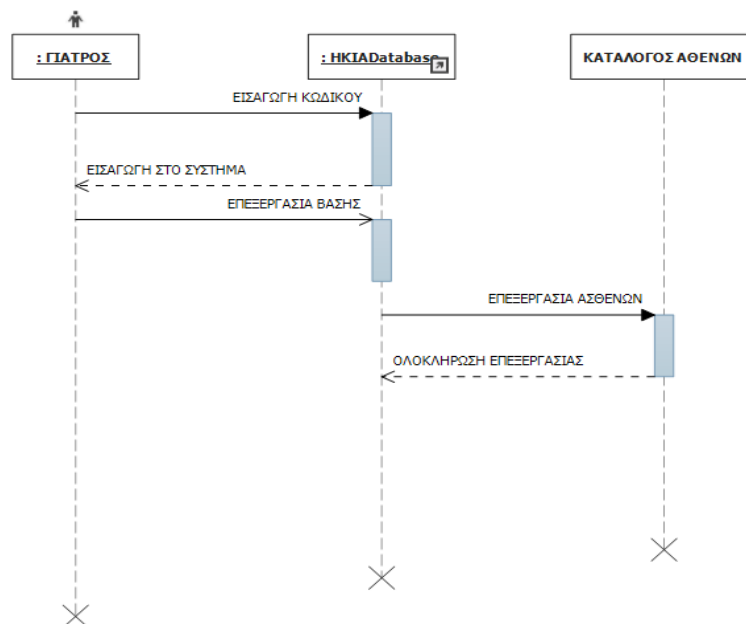 : ΓΙΑΤΡΟΣ
: HKIADatabase
ΚΑΤΑΛΟΓΟΣ ΑΘΕΝΩΝ
ΕΙΣΑΓΩΓΗ ΚΩΔΙΚΟΥ
ΕΙΣΑΓΩΓΗ ΣΤΟ ΣΥΣΤΗΜΑ
ΕΠΕΞΕΡΓΑΣΙΑ ΒΑΣΗΣ
ΕΠΕΞΕΡΓΑΣΙΑ ΑΣΘΕΝΩΝ
ΟΛΟΚΛΗΡΩΣΗ ΕΠΕΞΕΡΓΑΣΙΑΣ